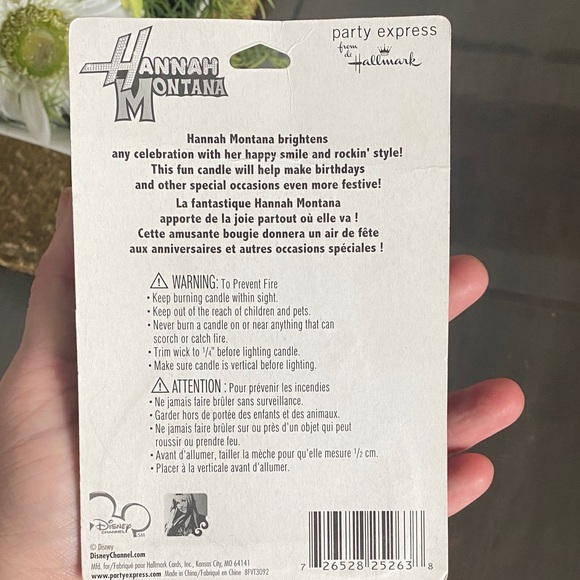 HANNAH
MONTANA
party express
from
de
Hallmark
Hannah Montana brightens
any celebration with her happy smile and rockin' style!
This fun candle will help make birthdays
and other special occasions even more festive!
La fantastique Hannah Montana
apporte de la joie partout où elle va !
Cette amusante bougie donnera un air de fête
aux anniversaires et autres occasions spéciales !
WARNING: To Prevent Fire
• Keep burning candle within sight.
• Keep out of the reach of children and pets.
• Never burn a candle on or near anything that can
scorch or catch fire.
• Trim wick to 1/4" before lighting candle.
• Make sure candle is vertical before lighting.
ATTENTION : Pour prévenir les incendies
• Ne jamais faire brûler sans surveillance.
• Garder hors de portée des enfants et des animaux.
• Ne jamais faire brûler sur ou près d'un objet qui peut
roussir ou prendre feu.
• Avant d'allumer, tailler la mèche pour qu'elle mesure 1/2 cm.
• Placer à la verticale avant d'allumer.
Disney
CHANNEL
SM
© Disney
DisneyChannel.com
Mfd. for/Fabriqué pour Hallmark Cards, Inc., Kansas City, MO 64141
www.partyexpress.com Made in China/Fabriqué en Chine 8FVT3092
7 26528 25263 8